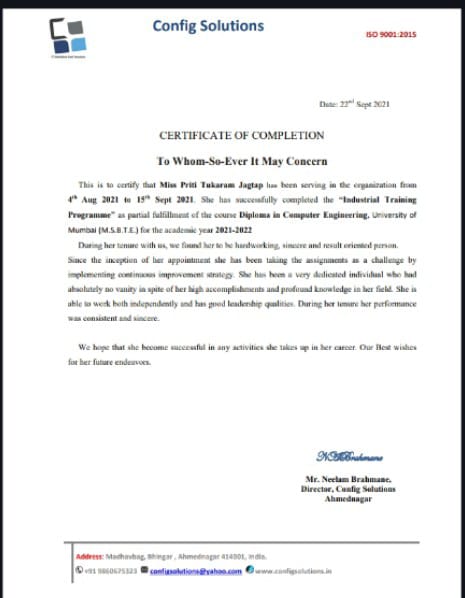 Config Solutions
ISO 9001:2015
Date: 22nd Sept 2021
CERTIFICATE OF COMPLETION
To Whom-So-Ever It May Concern
This is to certify that Miss Priti Tukaram Jagtap has been serving in the organization from
4th Aug 2021 to 15th Sept 2021. She has successfully completed the "Industrial Training
Programme" as partial fulfillment of the course Diploma in Computer Engineering, University of
Mumbai (M.S.B.T.E.) for the academic year 2021-2022
During her tenure with us, we found her to be hardworking, sincere and result oriented person.
Since the inception of her appointment she has been taking the assignments as a challenge by
implementing continuous improvement strategy. She has been a very dedicated individual who had
absolutely no vanity in spite of her high accomplishments and profound knowledge in her field. She is
able to work both independently and has good leadership qualities. During her tenure her performance
was consistent and sincere.
We hope that she become successful in any activities she takes up in her career. Our Best wishes
for her future endeavors.
Mr. Neelam Brahmane.
Director, Config Solutions
Ahmednagar
Address: Madhavbag, Bhingar , Ahmednagar 414001, India.
+91 9860675323 configsolutions@yahoo.com www.configsolutions.in